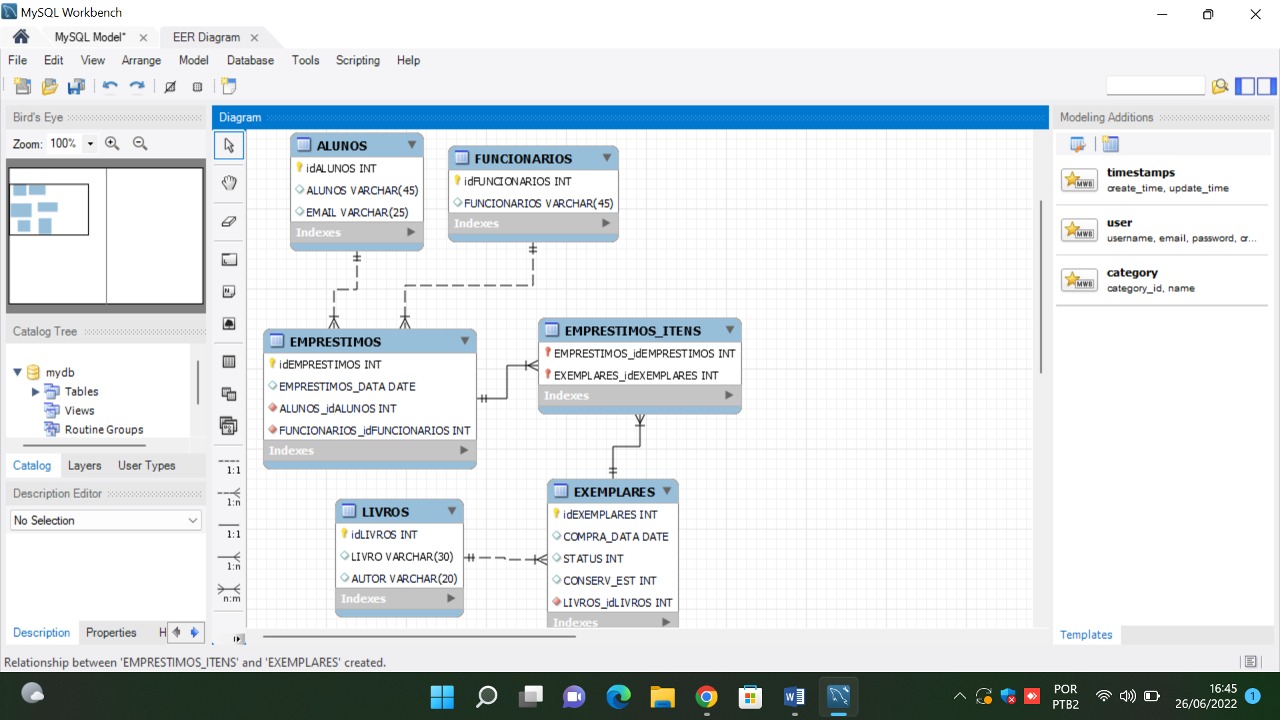 MySQL Workbench
MySQL Model*
EER Diagram
File Edit View Arrange Model Database Tools Scripting Help
Bird's Eye
Zoom: 100%
Catalog Tree
mydb
Tables
Views
Routine Groups
Catalog Layers User Types
Description Editor
No Selection
Description Properties H
Diagram
1:1
1:n
1:1
1:n
n:m
ALUNOS
idALUNOS INT
ALUNOS VARCHAR(45)
EMAIL VARCHAR(25)
Indexes
FUNCIONARIOS
idFUNCIONARIOS INT
FUNCIONARIOS VARCHAR(45)
Indexes
EMPRESTIMOS
idEMPRESTIMOS INT
EMPRESTIMOS_DATA DATE
ALUNOS_idALUNOS INT
FUNCIONARIOS_idFUNCIONARIOS INT
Indexes
EMPRESTIMOS_ITENS
EMPRESTIMOS_idEMPRESTIMOS INT
EXEMPLARES_idEXEMPLARES INT
Indexes
LIVROS
idLIVROS INT
LIVRO VARCHAR(30)
AUTOR VARCHAR(20)
Indexes
EXEMPLARES
idEXEMPLARES INT
COMPRA_DATA DATE
STATUS INT
CONSERV_EST INT
LIVROS_idLIVROS INT
Indexes
Modeling Additions
MWB
timestamps
create_time, update_time
MWB
user
username, email, password, cr...
MWB
category
category_id, name
Templates
Relationship between 'EMPRESTIMOS_ITENS' and 'EXEMPLARES' created.
POR
PTB2
16:45
26/06/2022
1